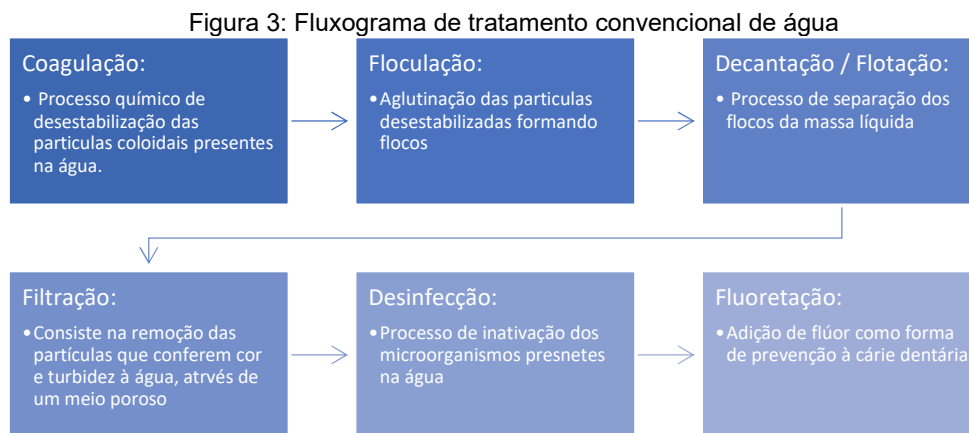 Figura 3: Fluxograma de tratamento convencional de água
Coagulação:
• Processo químico de
desestabilização das
particulas coloidais presentes
na água.
Floculação:
•Aglutinação das particulas
desestabilizadas formando
flocos
Decantação / Flotação:
• Processo de separação dos
flocos da massa líquida
Filtração:
•Consiste na remoção das
partículas que conferem cor
e turbidez à água, atrvés de
um meio poroso
Desinfecção:
•Processo de inativação dos
microorganismos presnetes
na água
Fluoretação:
•Adição de flúor como forma
de prevenção à cárie dentária